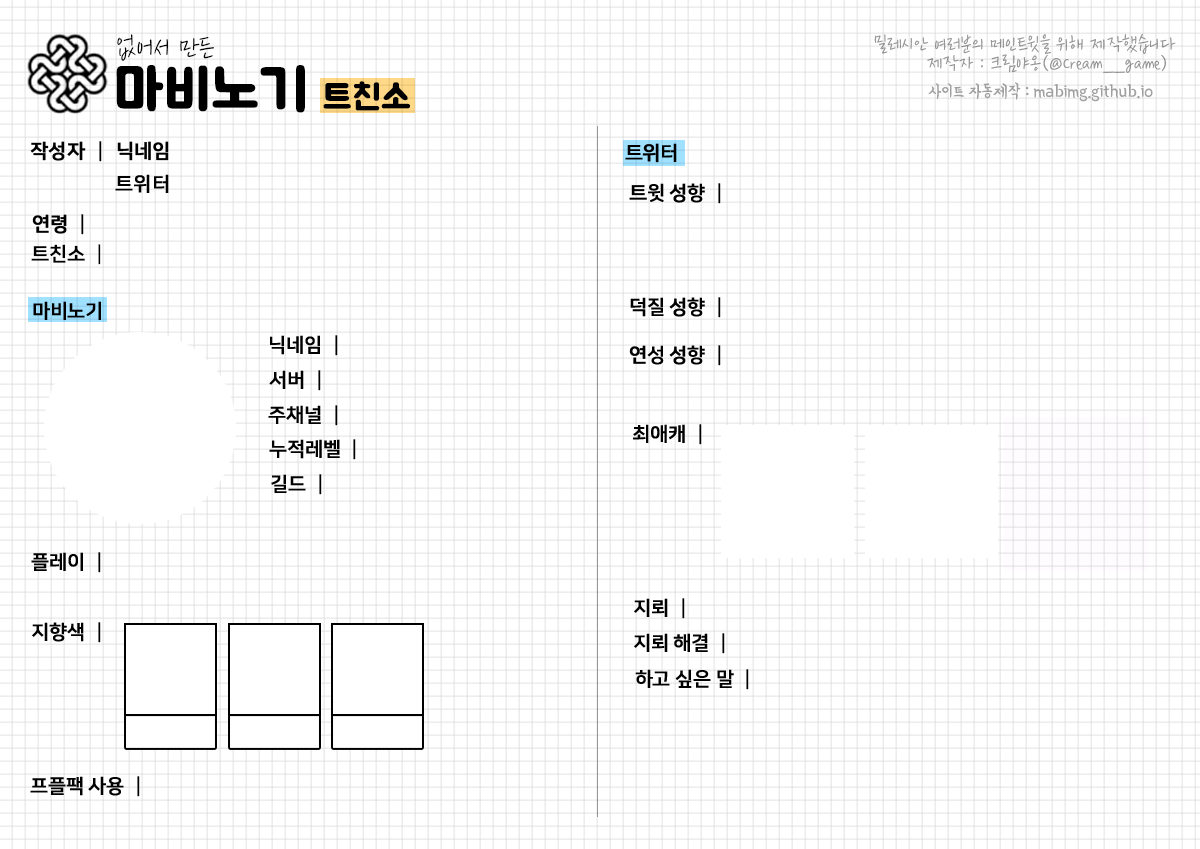 없어서 만든
마비노기 트친소
밀레시안 여러분의 메인트윗을 위해 제작했습니다
제작자 : 크림야옹(@Cream___game)
사이트 자동제작 : mabimg.github.io
작성자 | 닉네임
트위터
연령 |
트친소 |
마비노기
닉네임 |
서버 |
주채널 |
누적레벨 |
길드 |
플레이 |
지향색 |
프플팩 사용 |
트위터
트윗 성향 |
덕질 성향 |
연성 성향 |
최애캐 |
지뢰 |
지뢰 해결 |
하고 싶은 말 |